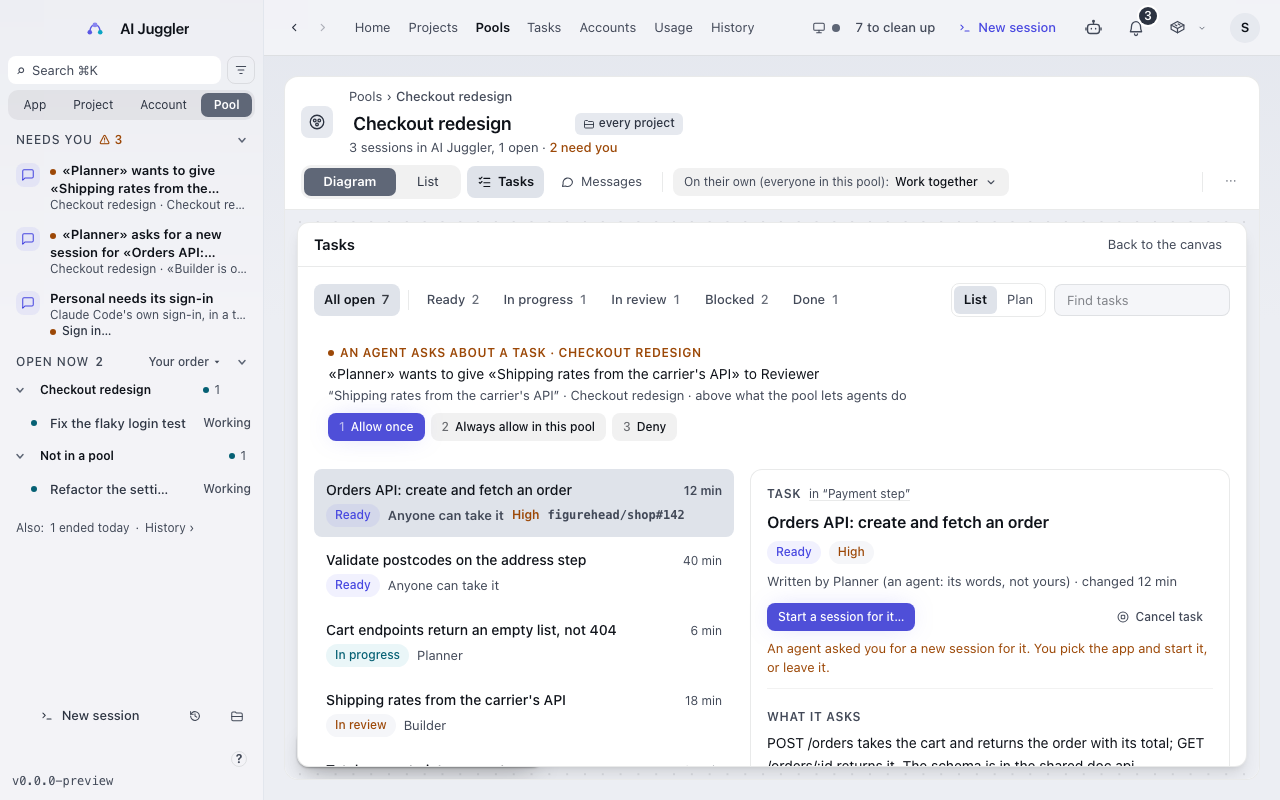 AI Juggler
Search ⌘K
App Project Account Pool
NEEDS YOU 3
«Planner» wants to give
«Shipping rates from the...
Checkout redesign · Checkout re...
«Planner» asks for a new
session for «Orders API:...
Checkout redesign · «Builder is o...
Personal needs its sign-in
Claude Code's own sign-in, in a t...
Sign in...
OPEN NOW 2 Your order
Checkout redesign 1
Fix the flaky login test Working
Not in a pool 1
Refactor the setti... Working
Also: 1 ended today · History ›
New session
?
v0.0.0-preview
Home Projects Pools Tasks Accounts Usage History 7 to clean up New session 3 S
Pools › Checkout redesign
Checkout redesign every project
3 sessions in AI Juggler, 1 open · 2 need you
Diagram List Tasks Messages On their own (everyone in this pool): Work together ...
Tasks Back to the canvas
All open 7 Ready 2 In progress 1 In review 1 Blocked 2 Done 1 List Plan Find tasks
AN AGENT ASKS ABOUT A TASK · CHECKOUT REDESIGN
«Planner» wants to give «Shipping rates from the carrier's API» to Reviewer
“Shipping rates from the carrier's API” · Checkout redesign · above what the pool lets agents do
1 Allow once 2 Always allow in this pool 3 Deny
Orders API: create and fetch an order 12 min
Ready Anyone can take it High figurehead/shop#142
Validate postcodes on the address step 40 min
Ready Anyone can take it
Cart endpoints return an empty list, not 404 6 min
In progress Planner
Shipping rates from the carrier's API 18 min
In review Builder
TASK in “Payment step”
Orders API: create and fetch an order
Ready High
Written by Planner (an agent: its words, not yours) · changed 12 min
Start a session for it... Cancel task
An agent asked you for a new session for it. You pick the app and start it,
or leave it.
WHAT IT ASKS
POST /orders takes the cart and returns the order with its total; GET
/orders/:id returns it. The schema is in the shared doc api